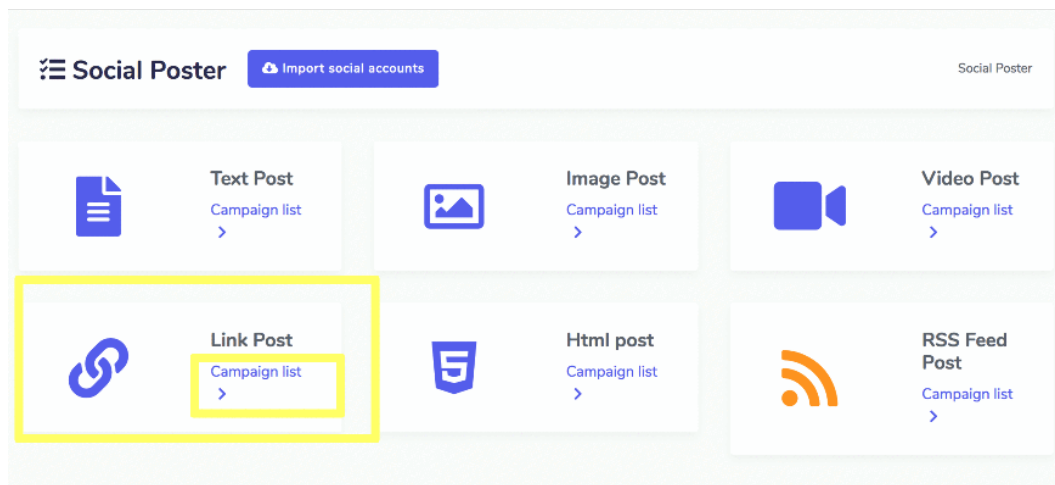 Social Poster
Import social accounts
Social Poster
Text Post
Campaign list
Image Post
Campaign list
Video Post
Campaign list
Link Post
Campaign list
Html post
Campaign list
RSS Feed
Post
Campaign list